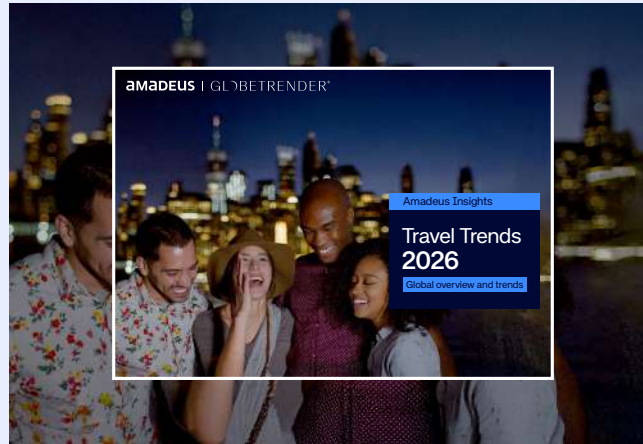 amadeus | GLOBETRENDER®
Amadeus Insights
Travel Trends
2026
Global overview and trends